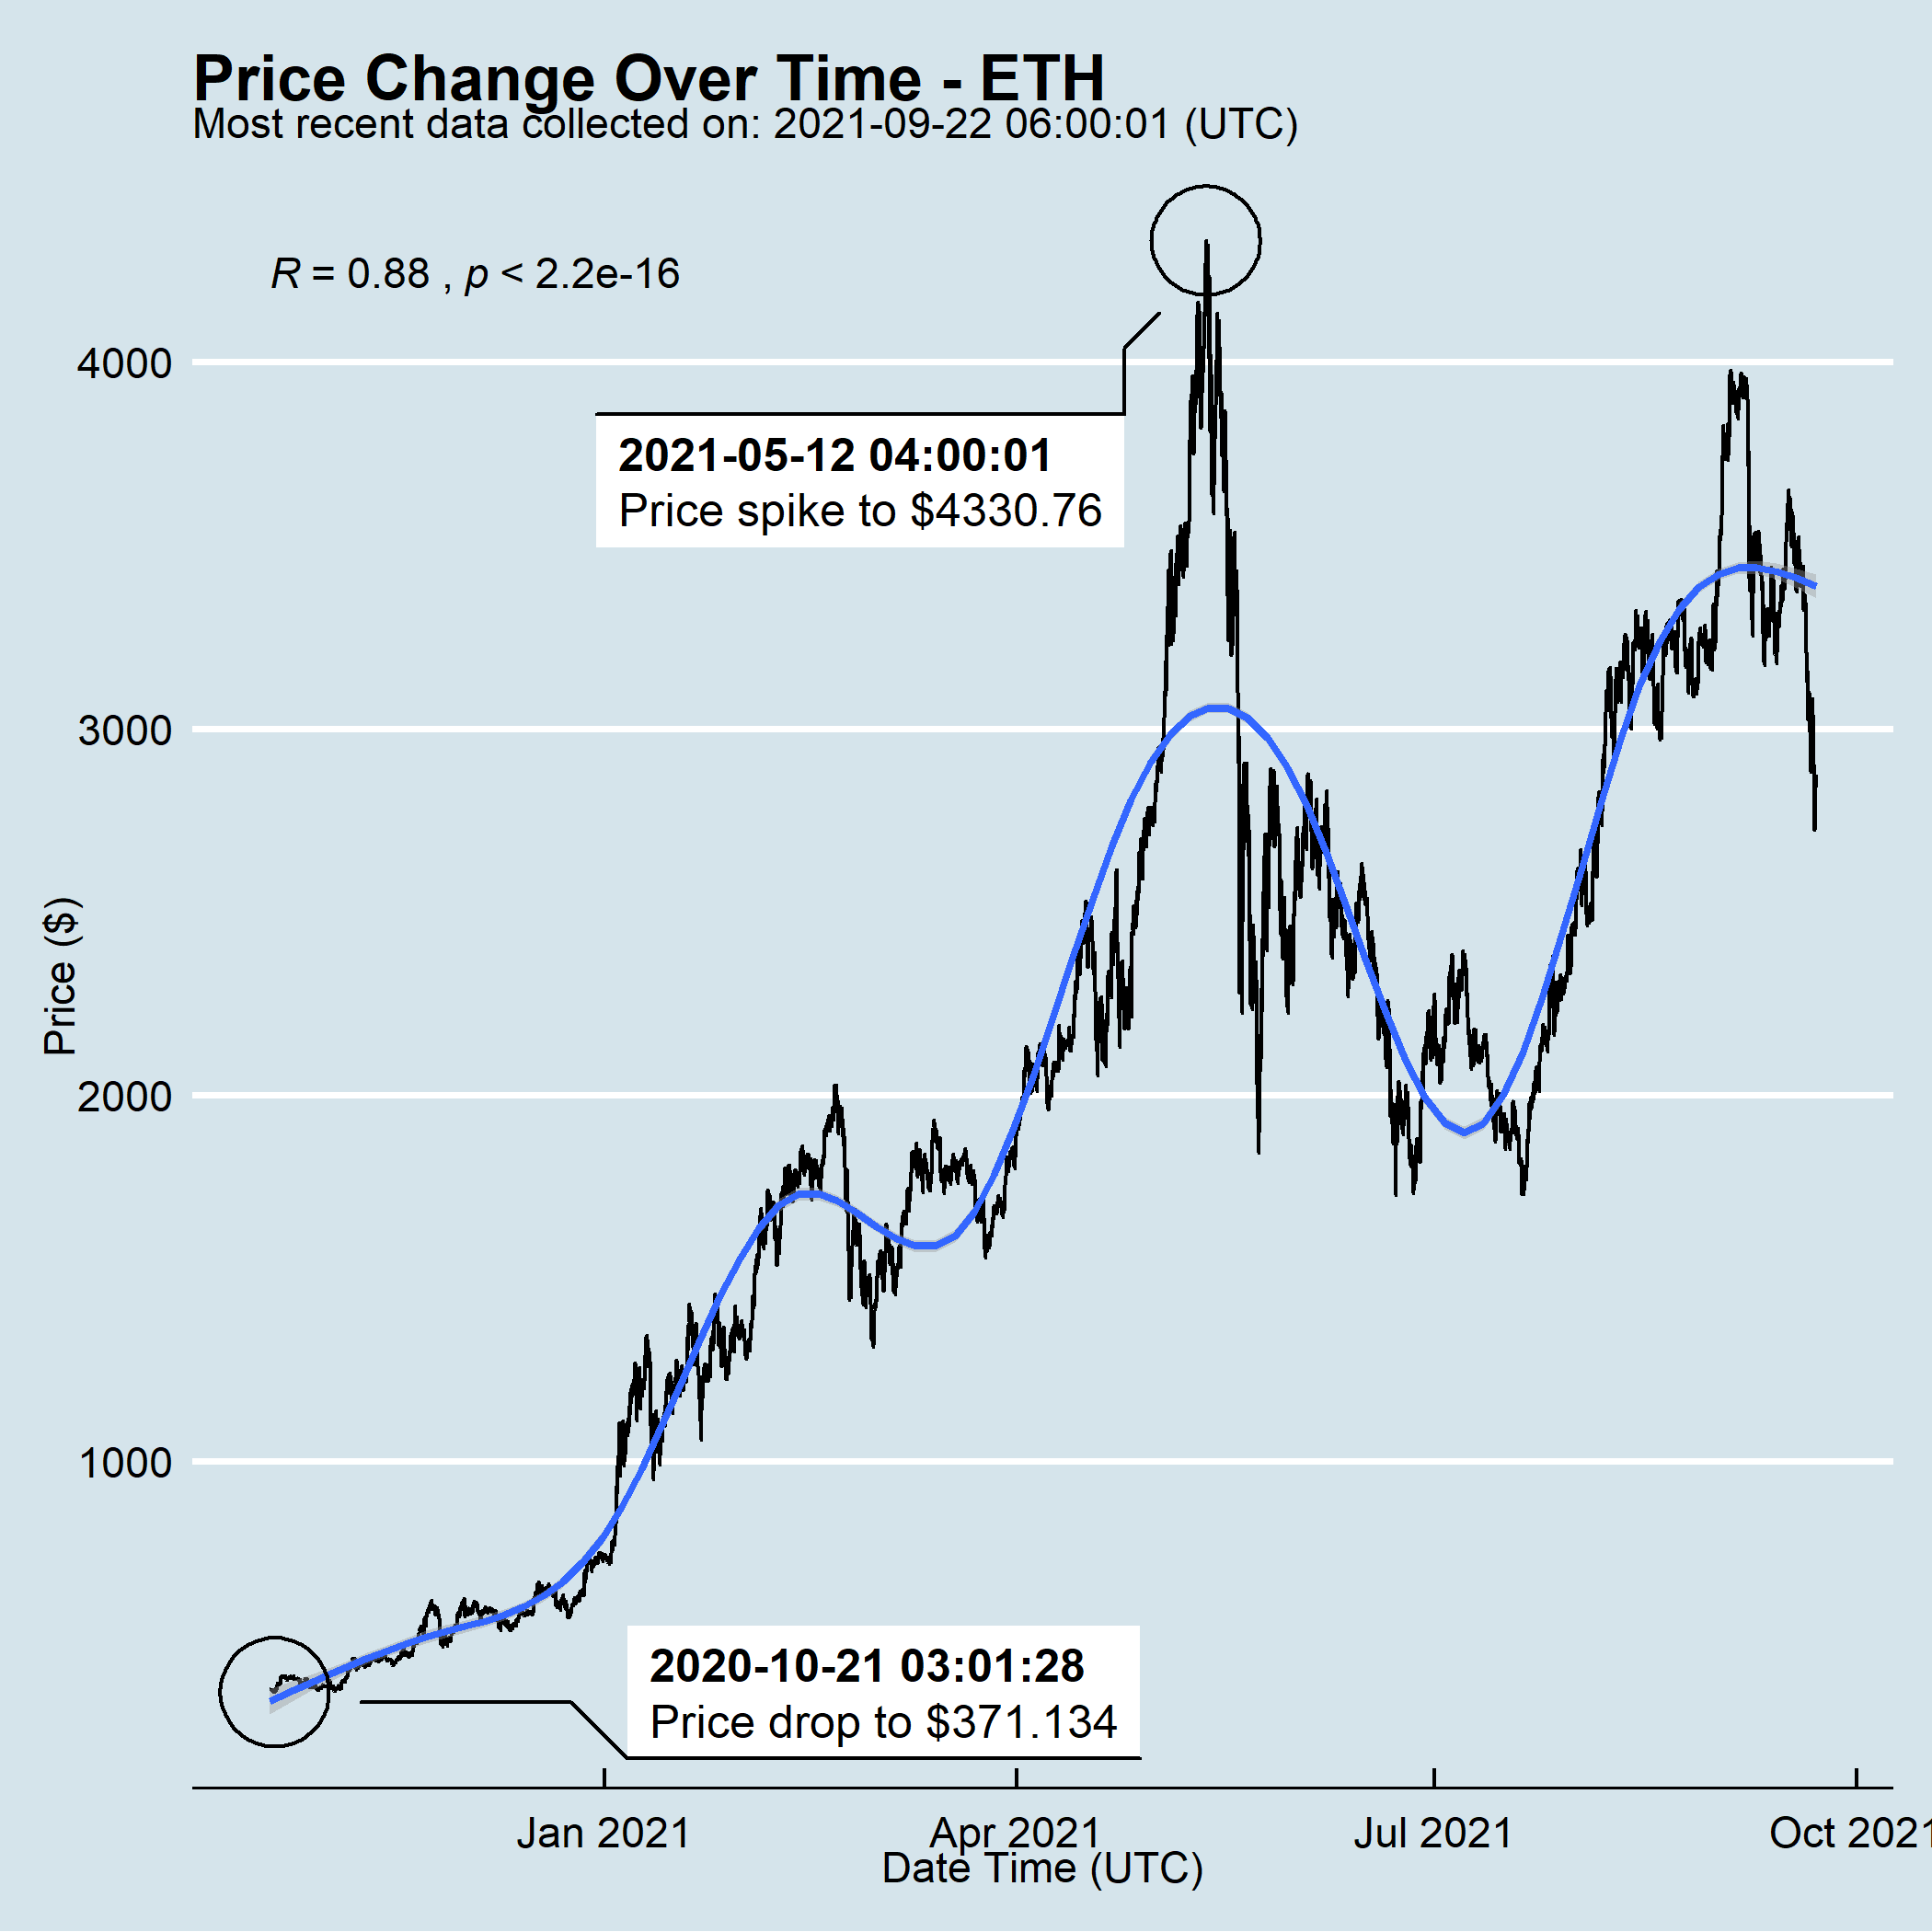 Price Change Over Time - ETH
Most recent data collected on: 2021-09-22 06:00:01 (UTC)
R = 0.88 , p < 2.2e-16
4000
2021-05-12 04:00:01
Price spike to $4330.76
3000
Price ($)
2000
1000
2020-10-21 03:01:28
Price drop to $371.134
Jan 2021
Apr 2021
Jul 2021
Oct 2021
Date Time (UTC)